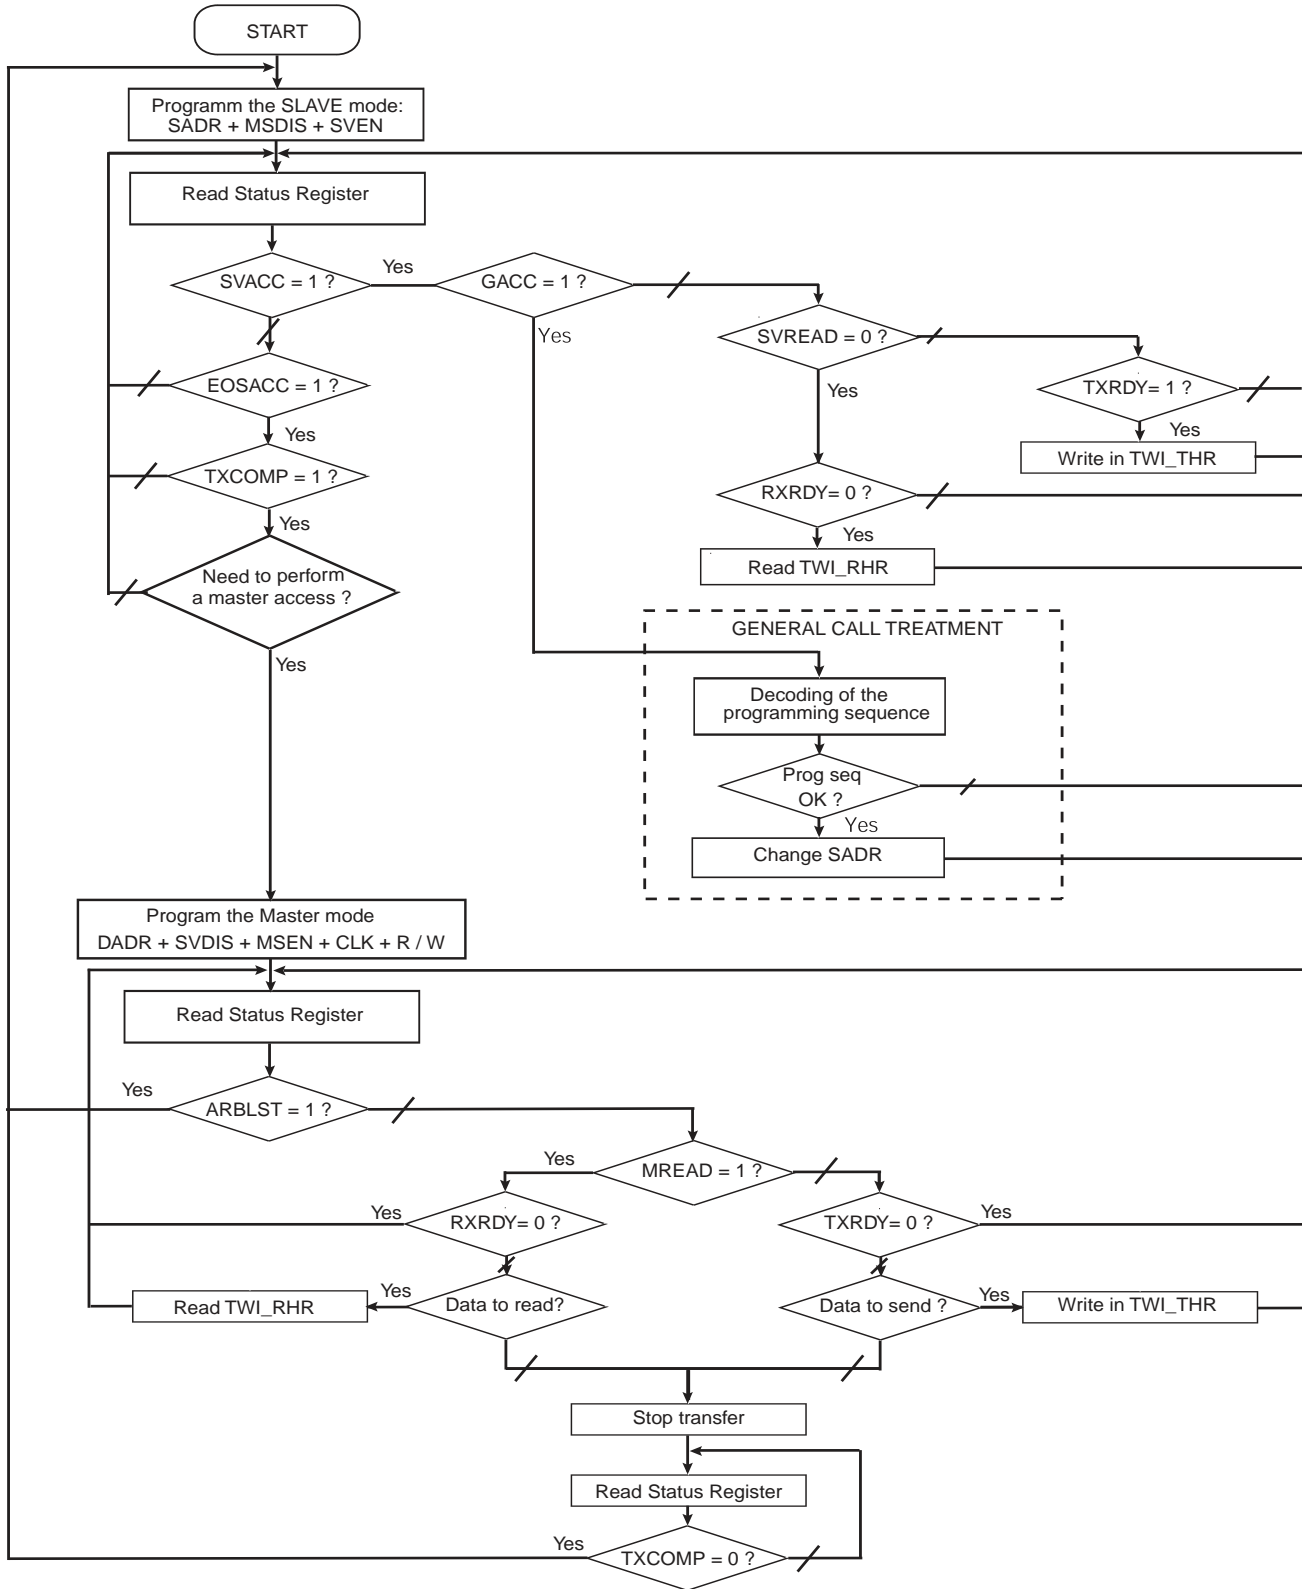 START
Programm the SLAVE mode:
SADR + MSDIS + SVEN
Read Status Register
SVACC = 1 ?
Yes
GACC = 1 ?
Yes
SVREAD = 0 ?
Yes
TXRDY= 1 ?
Yes
Write in TWI_THR
EOSACC = 1 ?
Yes
TXCOMP = 1 ?
Yes
RXRDY= 0 ?
Yes
Read TWI_RHR
Need to perform
a master access ?
Yes
GENERAL CALL TREATMENT
Decoding of the
programming sequence
Prog seq
OK ?
Yes
Change SADR
Program the Master mode
DADR + SVDIS + MSEN + CLK + R / W
Read Status Register
Yes
ARBLST = 1 ?
Yes
MREAD = 1 ?
Yes
RXRDY= 0 ?
TXRDY= 0 ?
Yes
Read TWI_RHR
Yes
Data to read?
Data to send ?
Yes
Write in TWI_THR
Stop transfer
Read Status Register
Yes
TXCOMP = 0 ?